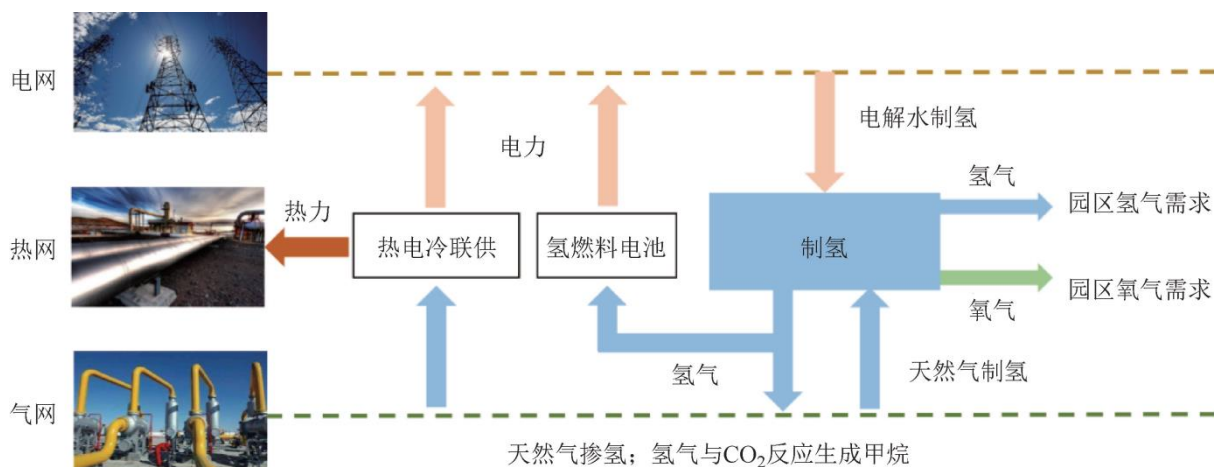 电网
电力
电解水制氢
氢气
园区氢气需求
热力
热网
热电冷联供
氢燃料电池
制氢
氧气
园区氧气需求
氢气
天然气制氢
气网
天然气掺氢；氢气与CO₂反应生成甲烷